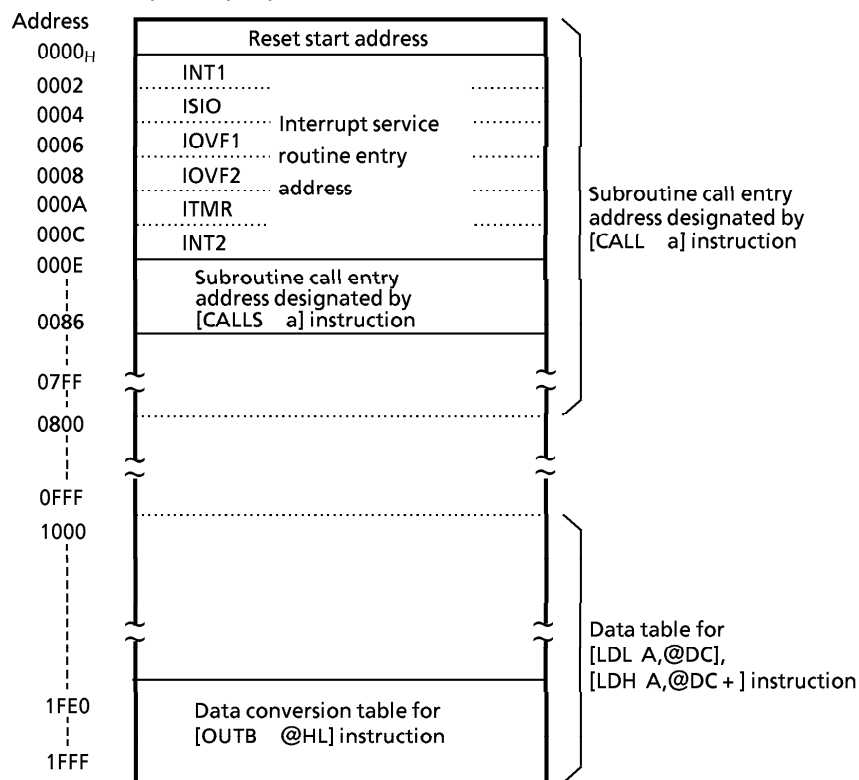 Address
0000H
Reset start address
INT1
0002
ISIO
0004
Interrupt service
IOVF1
0006
routine entry
IOVF2
0008
address
000A
ITMR
000C
INT2
000E
Subroutine call entry
address designated by
[CALL a] instruction
Subroutine call entry
address designated by
[CALLS a] instruction
0086
07FF
0800
0FFF
1000
Data table for
[LDL A,@DC],
[LDH A,@DC+] instruction
1FE0
Data conversion table for
[OUTB @HL] instruction
1FFF